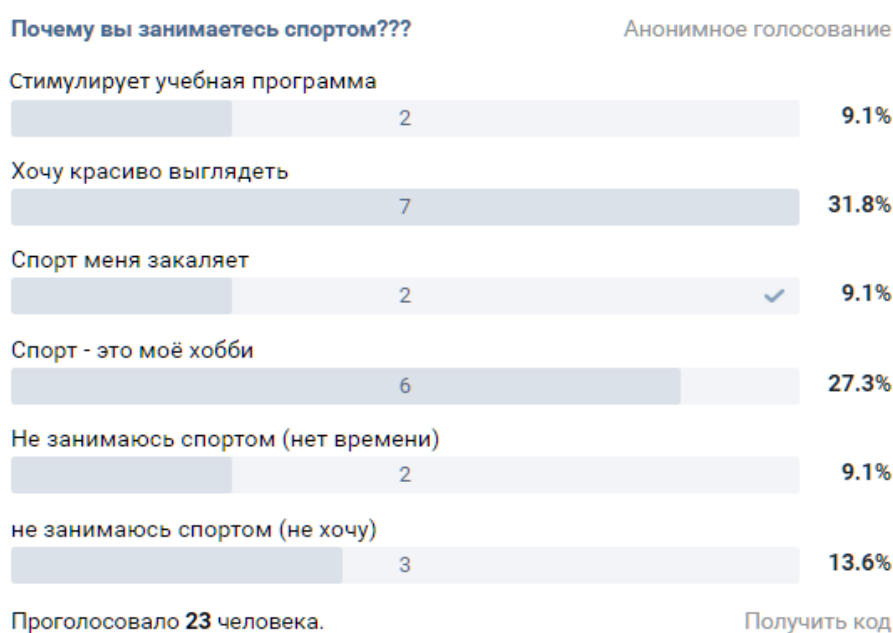 Почему вы занимаетесь спортом??? Анонимное голосование
Стимулирует учебная программа
2 9.1%
Хочу красиво выглядеть
7 31.8%
Спорт меня закаляет
2 9.1%
Спорт - это моё хобби
6 27.3%
Не занимаюсь спортом (нет времени)
2 9.1%
не занимаюсь спортом (не хочу)
3 13.6%
Проголосовало 23 человека. Получить код